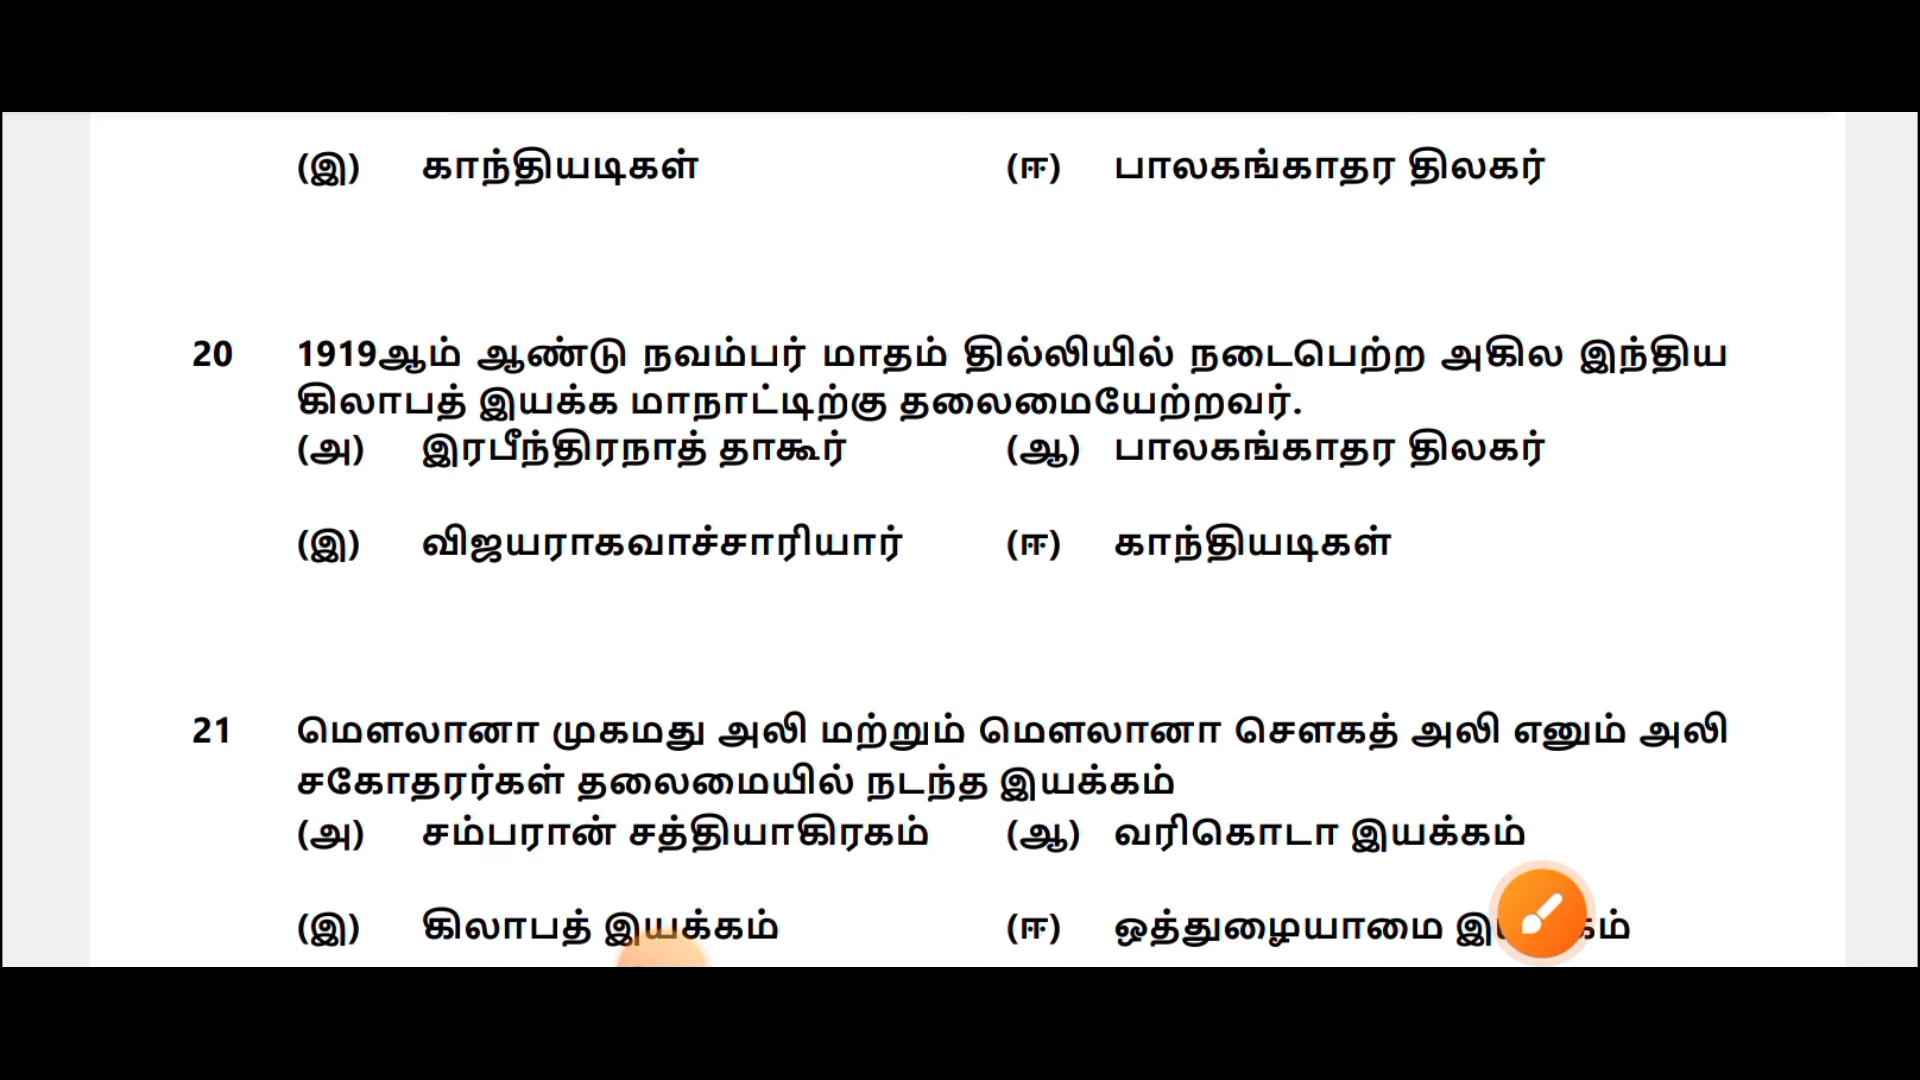 (இ) காந்தியடிகள் (ஈ) பாலகங்காதர திலகர்
20 1919ஆம் ஆண்டு நவம்பர் மாதம் தில்லியில் நடைபெற்ற அகில இந்திய
கிலாபத் இயக்க மாநாட்டிற்கு தலைமையேற்றவர்.
(அ) இரபீந்திரநாத் தாகூர் (ஆ) பாலகங்காதர திலகர்
(இ) விஜயராகவாச்சாரியார் (ஈ) காந்தியடிகள்
21 மௌலானா முகமது அலி மற்றும் மௌலானா சௌகத் அலி எனும் அலி
சகோதரர்கள் தலைமையில் நடந்த இயக்கம்
(அ) சம்பரான் சத்தியாகிரகம் (ஆ) வரிகொடா இயக்கம்
(இ) கிலாபத் இயக்கம் (ஈ) ஒத்துழையாமை